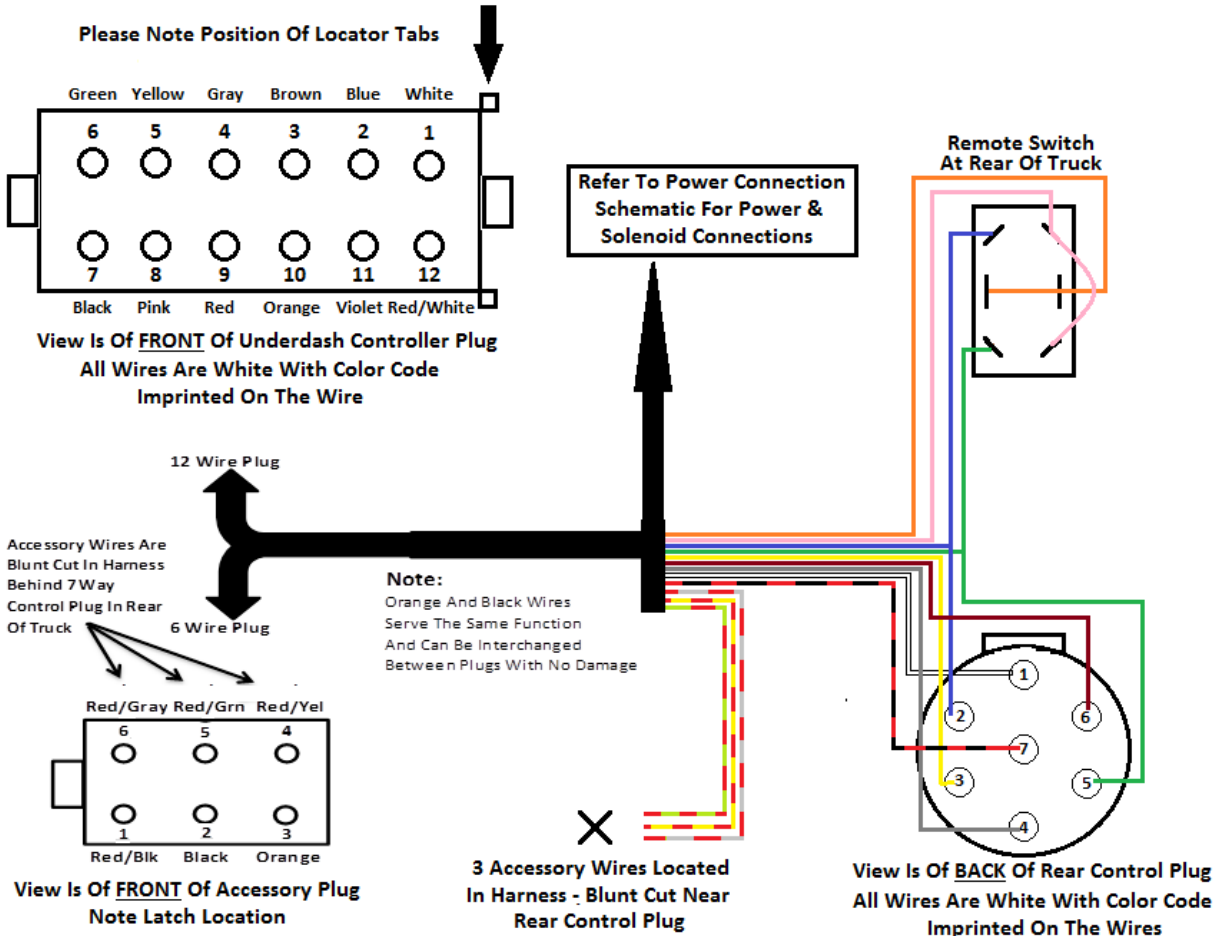 Please Note Position Of Locator Tabs
Green Yellow Gray Brown Blue White
6 5 4 3 2 1
7 8 9 10 11 12
Black Pink Red Orange Violet Red/White
View Is Of FRONT Of Underdash Controller Plug
All Wires Are White With Color Code
Imprinted On The Wire
Refer To Power Connection
Schematic For Power &
Solenoid Connections
Remote Switch
At Rear Of Truck
12 Wire Plug
6 Wire Plug
Accessory Wires Are
Blunt Cut In Harness
Behind 7 Way
Control Plug In Rear
Of Truck
Note:
Orange And Black Wires
Serve The Same Function
And Can Be Interchanged
Between Plugs With No Damage
Red/Gray Red/Grn Red/Yel
6 5 4
1 2 3
Red/Blk Black Orange
View Is Of FRONT Of Accessory Plug
Note Latch Location
3 Accessory Wires Located
In Harness - Blunt Cut Near
Rear Control Plug
1
2 6
7
3 5
4
View Is Of BACK Of Rear Control Plug
All Wires Are White With Color Code
Imprinted On The Wires